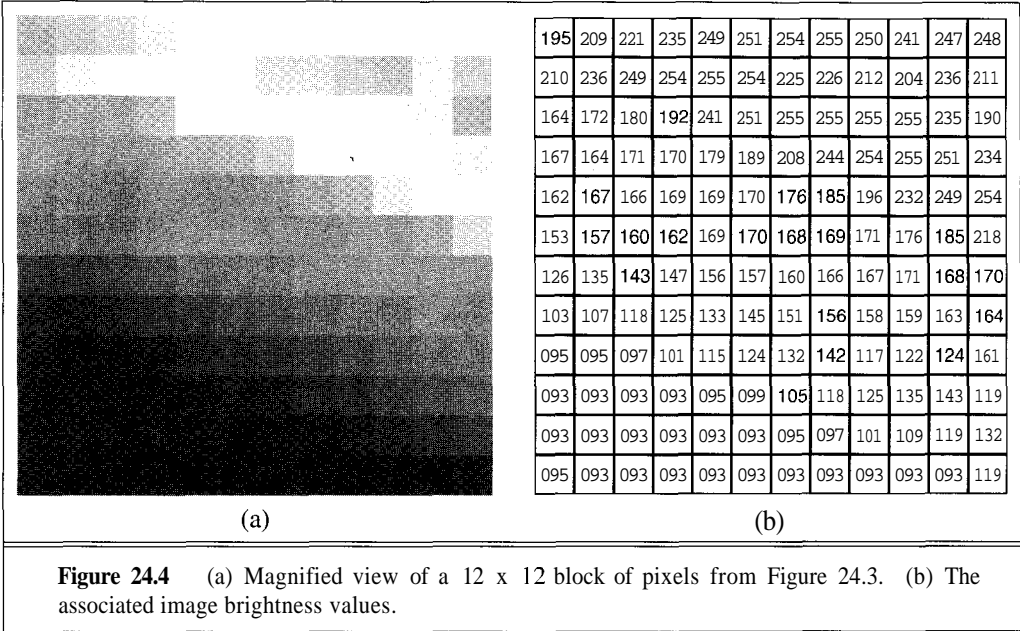 195 209 221 235 249 251 254 255 250 241 247 248
210 236 249 254 255 254 225 226 212 204 236 211
164 172 180 192 241 251 255 255 255 255 235 190
167 164 171 170 179 189 208 244 254 255 251 234
162 167 166 169 169 170 176 185 196 232 249 254
153 157 160 162 169 170 168 169 171 176 185 218
126 135 143 147 156 157 160 166 167 171 168 170
103 107 118 125 133 145 151 156 158 159 163 164
095 095 097 101 115 124 132 142 117 122 124 161
093 093 093 093 095 099 105 118 125 135 143 119
093 093 093 093 093 093 095 097 101 109 119 132
095 093 093 093 093 093 093 093 093 093 093 119
(a) (b)
Figure 24.4 (a) Magnified view of a 12 x 12 block of pixels from Figure 24.3. (b) The
associated image brightness values.